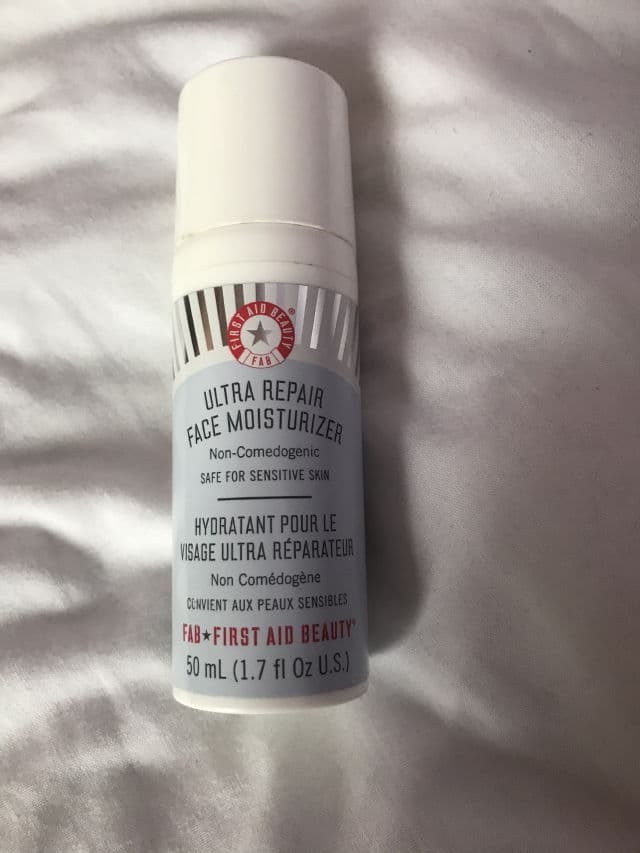 FIRST AID BEAUTY®
FAB
ULTRA REPAIR
FACE MOISTURIZER
Non-Comedogenic
SAFE FOR SENSITIVE SKIN
HYDRATANT POUR LE
VISAGE ULTRA RÉPARATEUR
Non Comédogène
CONVIENT AUX PEAUX SENSIBLES
FAB★FIRST AID BEAUTY®
50 mL (1.7 fl Oz U.S.)